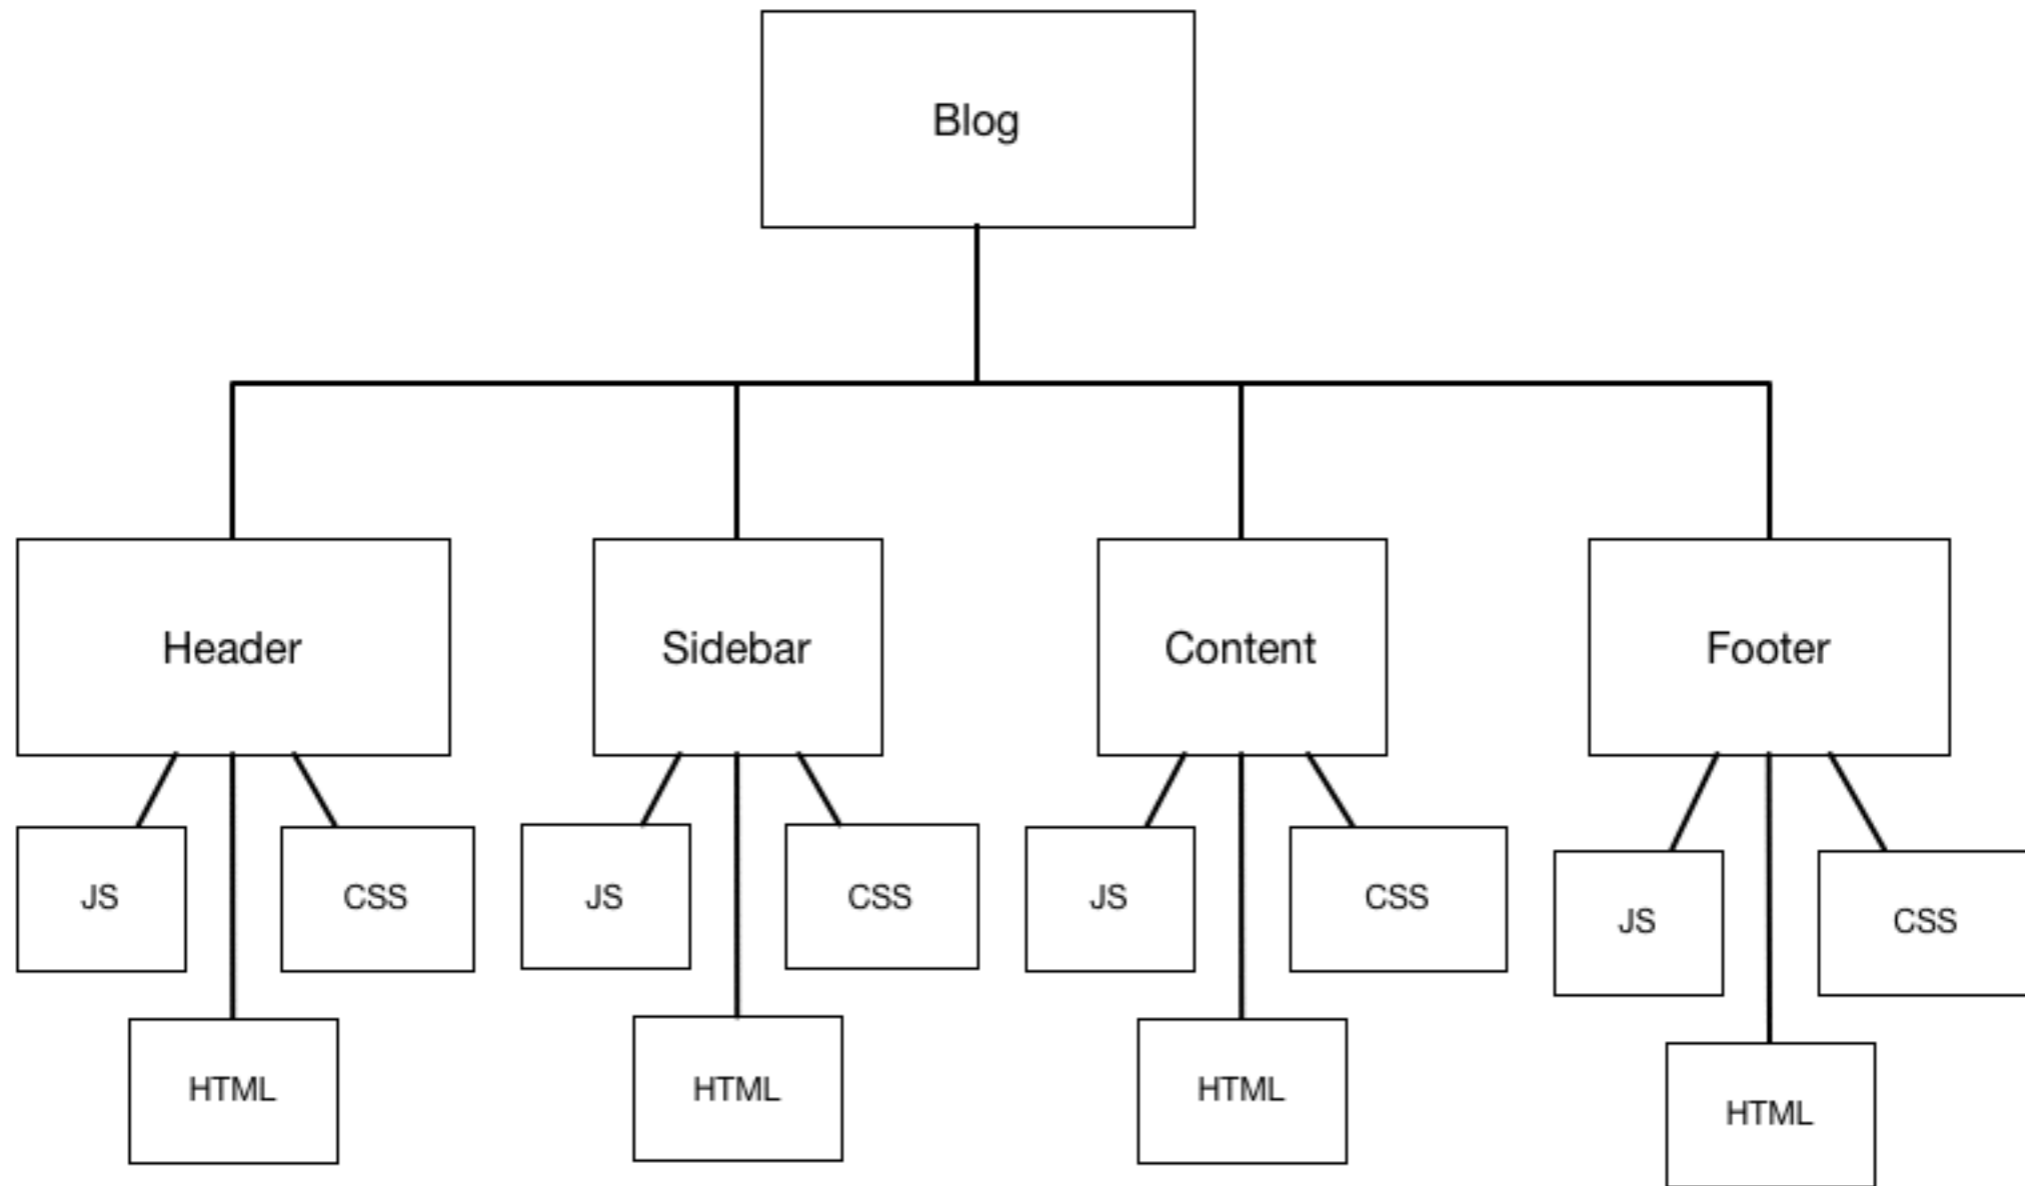 Blog
Header
Sidebar
Content
Footer
JS
CSS
JS
CSS
JS
CSS
JS
CSS
HTML
HTML
HTML
HTML